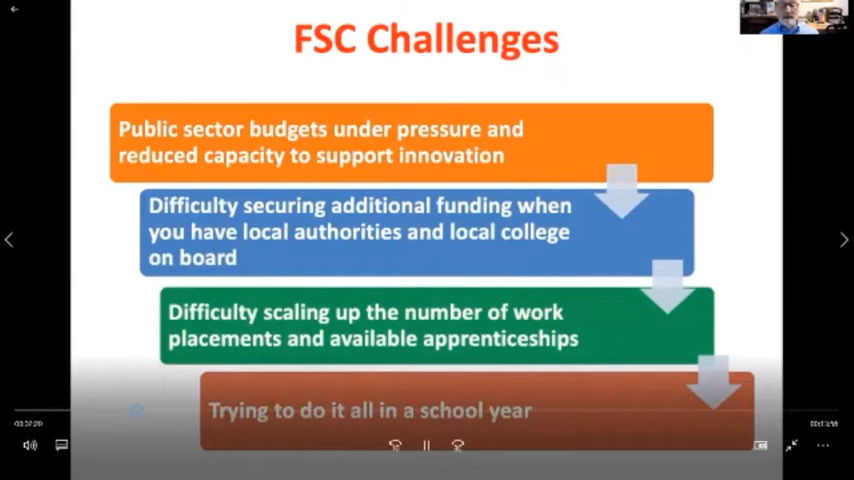 FSC Challenges
Public sector budgets under pressure and
reduced capacity to support innovation
Difficulty securing additional funding when
you have local authorities and local college
on board
Difficulty scaling up the number of work
placements and available apprenticeships
Trying to do it all in a school year